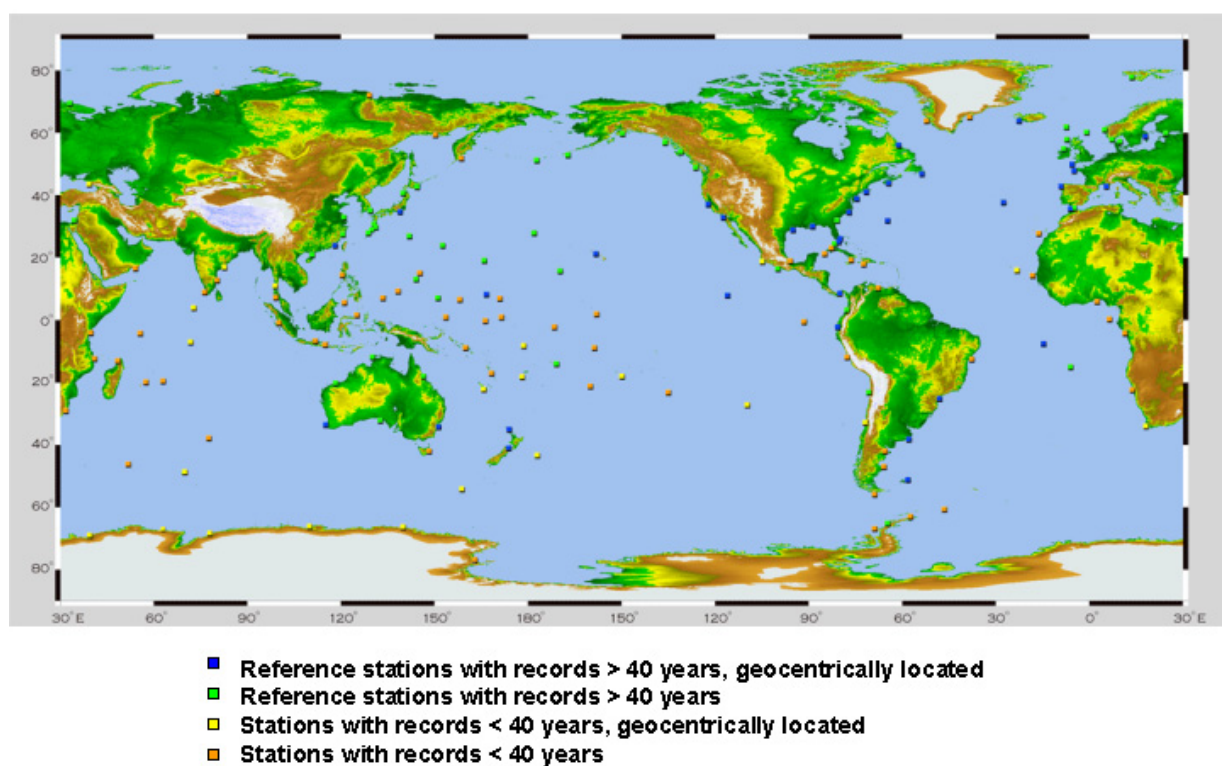 80°
60°
40°
20°
0°
20°
40°
60°
80°
30°E 60° 90° 120° 150° 180° 150° 120° 90° 60° 30° 0° 30°E
Reference stations with records > 40 years, geocentrically located
Reference stations with records > 40 years
Stations with records < 40 years, geocentrically located
Stations with records < 40 years